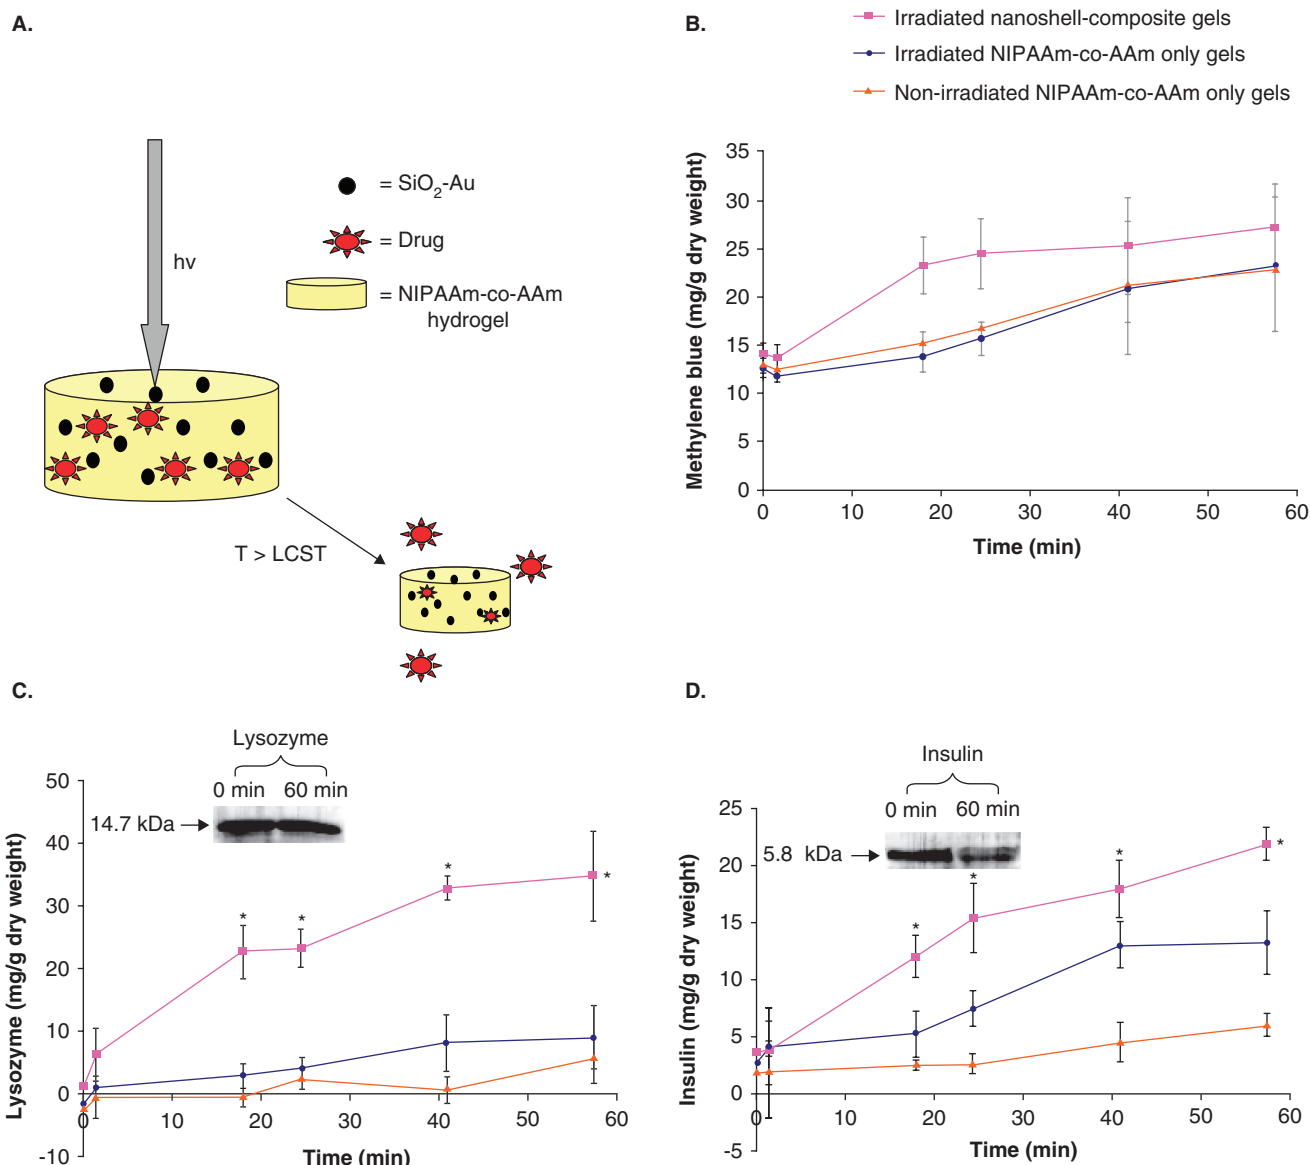 A.
hν
= SiO2-Au
= Drug
= NIPAAm-co-AAm
hydrogel
T > LCST
B.
Irradiated nanoshell-composite gels
Irradiated NIPAAm-co-AAm only gels
Non-irradiated NIPAAm-co-AAm only gels
Methylene blue (mg/g dry weight)
35
30
25
20
15
10
5
0
0 10 20 30 40 50 60
Time (min)
C.
Lysozyme
0 min 60 min
14.7 kDa
Lysozyme (mg/g dry weight)
50
40
30
20
10
0
-10
* * * *
0 10 20 30 40 50 60
Time (min)
D.
Insulin
0 min 60 min
5.8 kDa
Insulin (mg/g dry weight)
25
20
15
10
5
0
-5
* * * *
0 10 20 30 40 50 60
Time (min)